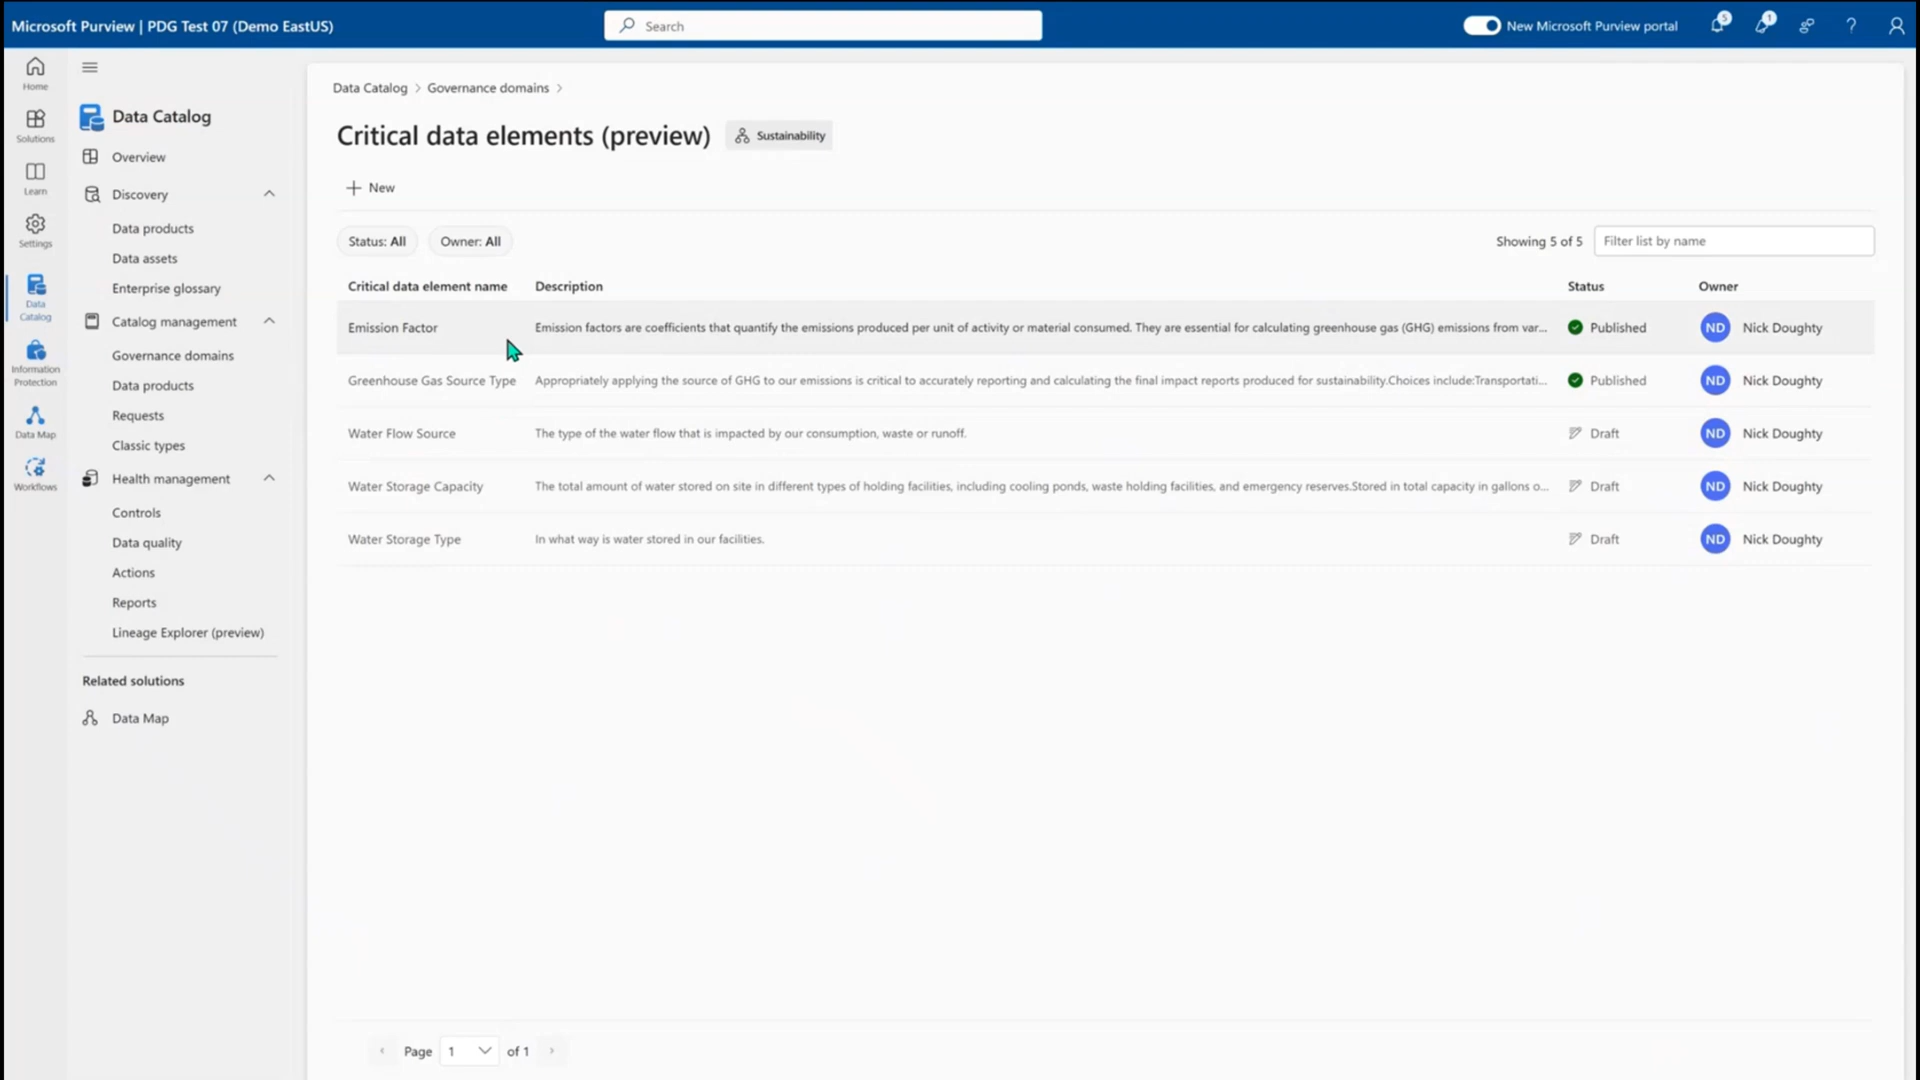 Microsoft Purview | PDG Test 07 (Demo EastUS)
Search
New Microsoft Purview portal
5
1
?
Home
Solutions
Learn
Settings
Data
Catalog
Information
Protection
Data Map
Workflows
Data Catalog
Overview
Discovery
Data products
Data assets
Enterprise glossary
Catalog management
Governance domains
Data products
Requests
Classic types
Health management
Controls
Data quality
Actions
Reports
Lineage Explorer (preview)
Related solutions
Data Map
Data Catalog > Governance domains >
Critical data elements (preview) Sustainability
+ New
Status: All Owner: All Showing 5 of 5 Filter list by name
Critical data element name Description Status Owner
Emission Factor Emission factors are coefficients that quantify the emissions produced per unit of activity or material consumed. They are essential for calculating greenhouse gas (GHG) emissions from var... Published ND Nick Doughty
Greenhouse Gas Source Type Appropriately applying the source of GHG to our emissions is critical to accurately reporting and calculating the final impact reports produced for sustainability.Choices include:Transportati... Published ND Nick Doughty
Water Flow Source The type of the water flow that is impacted by our consumption, waste or runoff. Draft ND Nick Doughty
Water Storage Capacity The total amount of water stored on site in different types of holding facilities, including cooling ponds, waste holding facilities, and emergency reserves.Stored in total capacity in gallons o... Draft ND Nick Doughty
Water Storage Type In what way is water stored in our facilities. Draft ND Nick Doughty
Page 1 of 1